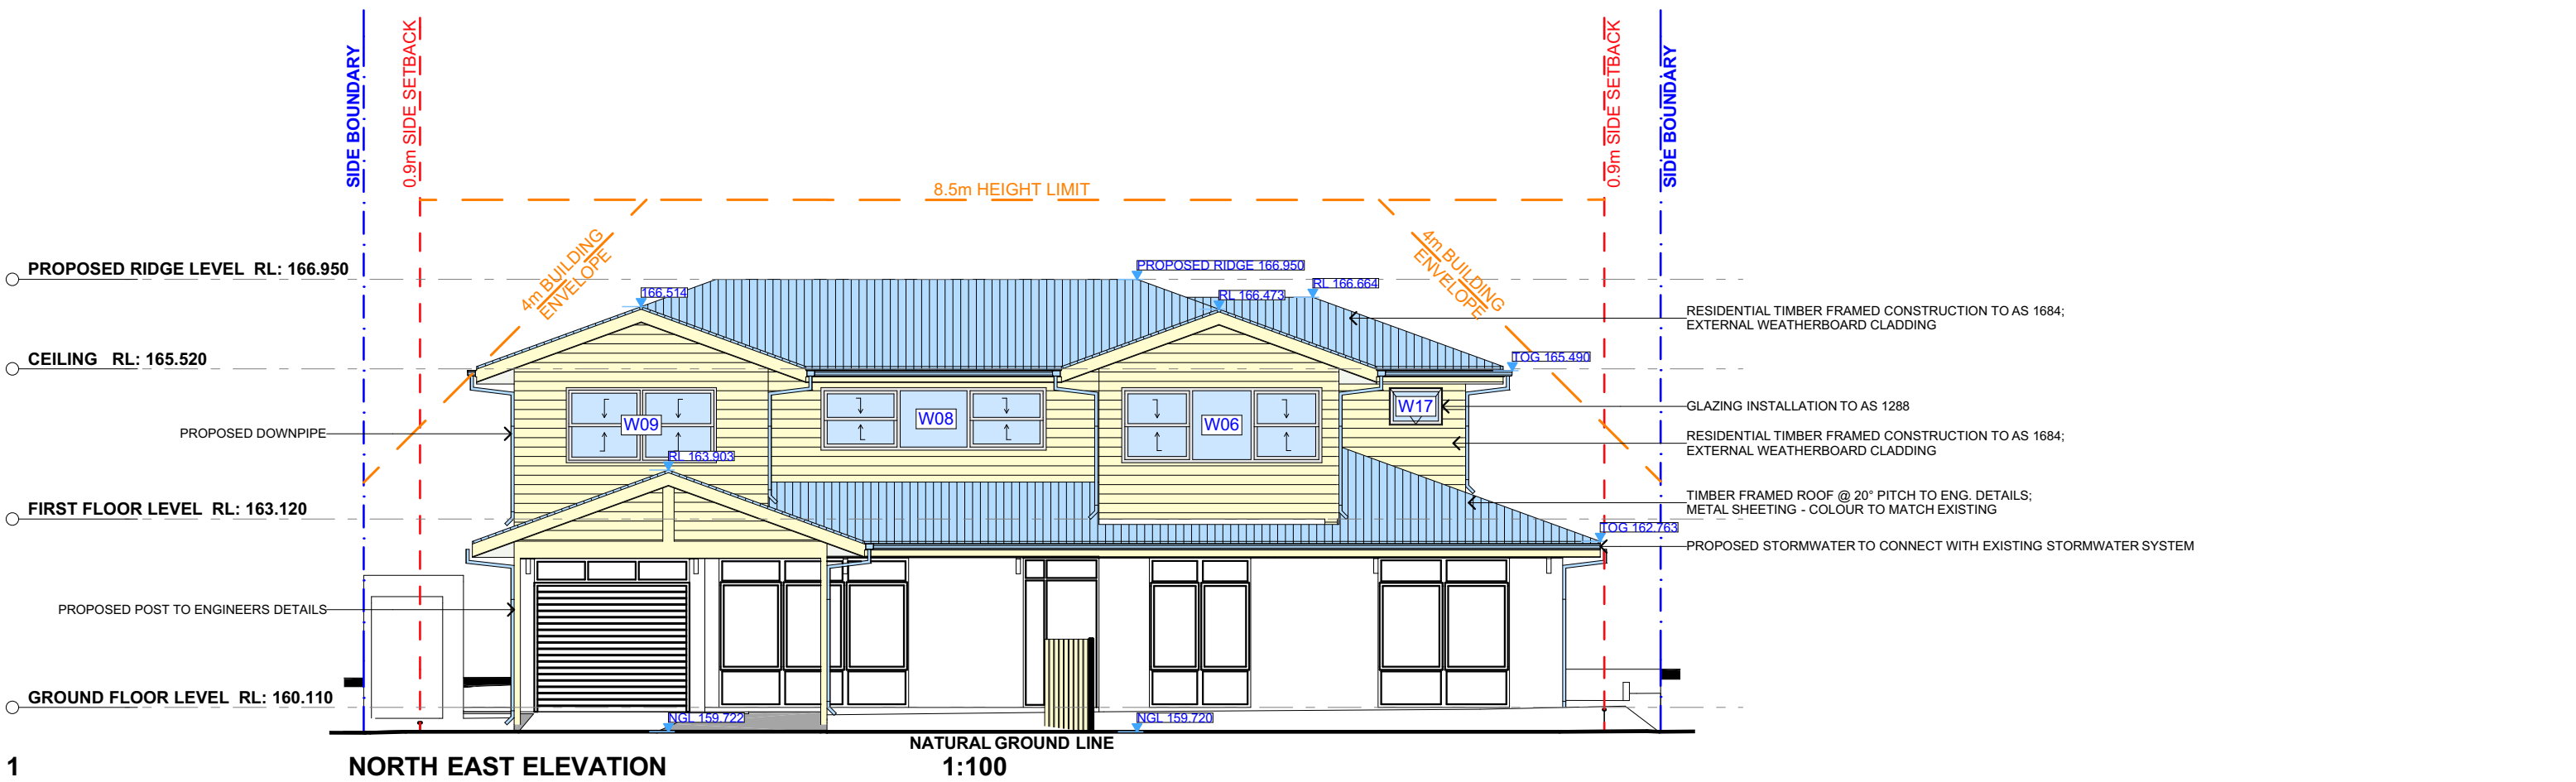 SIDE BOUNDARY
0.9m SIDE SETBACK
0.9m SIDE SETBACK
SIDE BOUNDARY
8.5m HEIGHT LIMIT
4m BUILDING
ENVELOPE
4m BUILDING
ENVELOPE
PROPOSED RIDGE LEVEL RL: 166.950
PROPOSED RIDGE 166.950
RL 166.664
166.514
RL 166.473
RESIDENTIAL TIMBER FRAMED CONSTRUCTION TO AS 1684;
EXTERNAL WEATHERBOARD CLADDING
CEILING RL: 165.520
TOG 165.490
W09
W08
W06
W17
GLAZING INSTALLATION TO AS 1288
PROPOSED DOWNPIPE
RESIDENTIAL TIMBER FRAMED CONSTRUCTION TO AS 1684;
EXTERNAL WEATHERBOARD CLADDING
RL 163.903
TIMBER FRAMED ROOF @ 20° PITCH TO ENG. DETAILS;
METAL SHEETING - COLOUR TO MATCH EXISTING
FIRST FLOOR LEVEL RL: 163.120
TOG 162.763
PROPOSED STORMWATER TO CONNECT WITH EXISTING STORMWATER SYSTEM
PROPOSED POST TO ENGINEERS DETAILS
GROUND FLOOR LEVEL RL: 160.110
NGL 159.722
NGL 159.720
NATURAL GROUND LINE
1 NORTH EAST ELEVATION 1:100